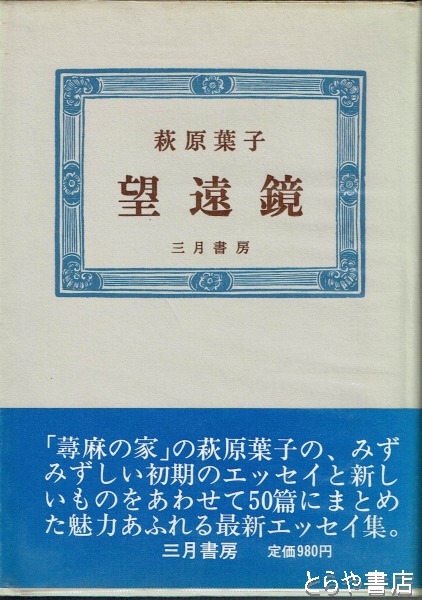 萩原葉子
望遠鏡
三月書房
「蕁麻の家」の萩原葉子の、みず
みずしい初期のエッセイと新し
いものをあわせて50篇にまとめ
た魅力あふれる最新エッセイ集。
三月書房 定価980円
とらや書店